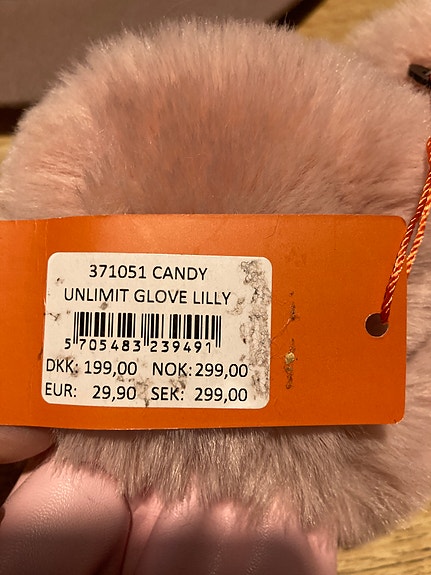 371051 CANDY
UNLIMIT GLOVE LILLY
5 705483 239491
DKK: 199,00 NOK: 299,00
EUR: 29,90 SEK: 299,00